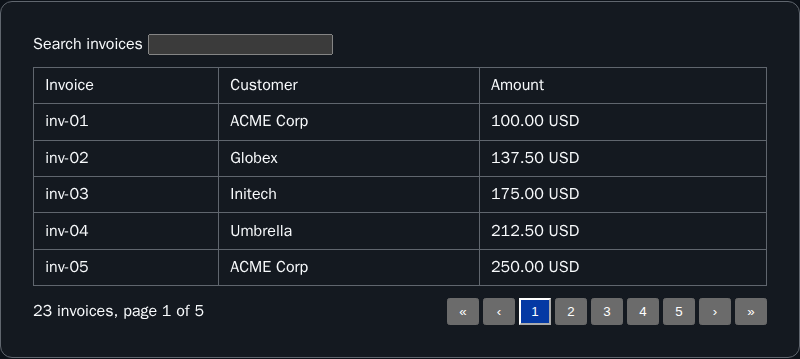 Search invoices
Invoice Customer Amount
inv-01 ACME Corp 100.00 USD
inv-02 Globex 137.50 USD
inv-03 Initech 175.00 USD
inv-04 Umbrella 212.50 USD
inv-05 ACME Corp 250.00 USD
23 invoices, page 1 of 5 « ‹ 1 2 3 4 5 › »